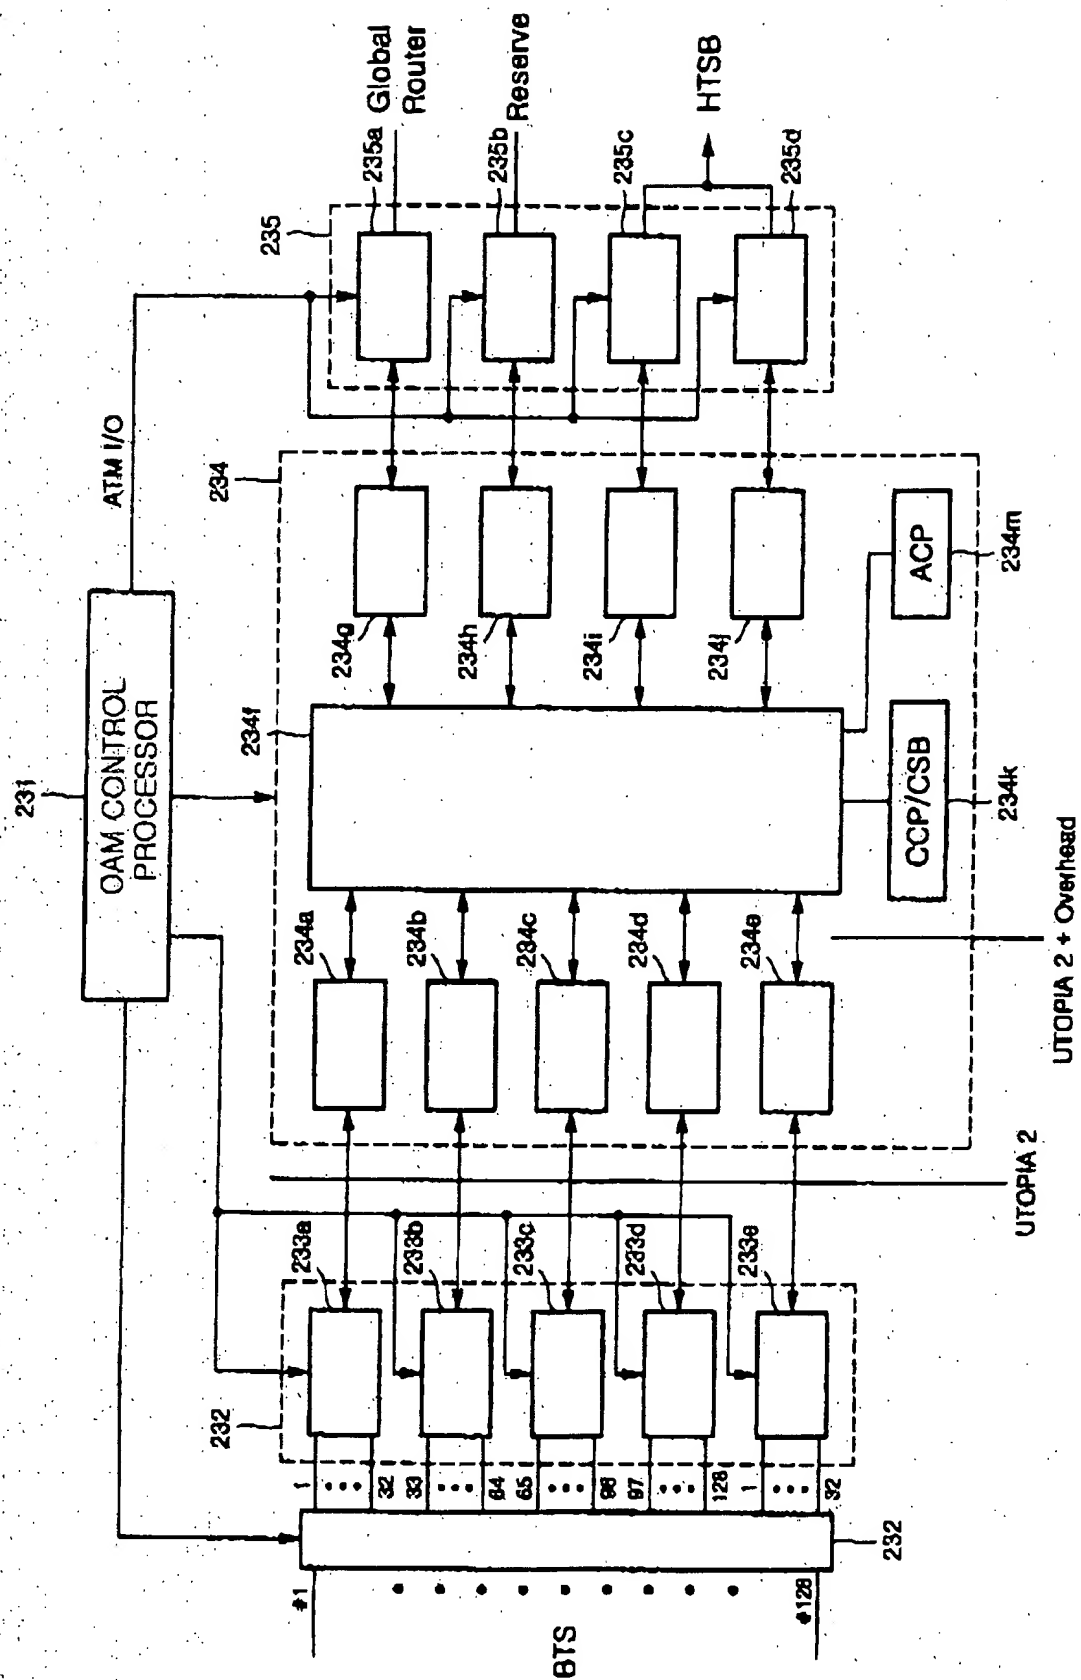 231
OAM CONTROL
PROCESSOR
ATM I/O
BTS
#1
#128
232
1
32
33
64
65
96
97
128
1
32
232
233a
233b
233c
233d
233e
UTOPIA 2
234
234a
234b
234c
234d
234e
UTOPIA 2 + Overhead
234f
CCP/CSB
234k
ACP
234m
234g
234h
234i
234j
235
235a
Global
Router
235b
Reserve
235c
235d
HTSB